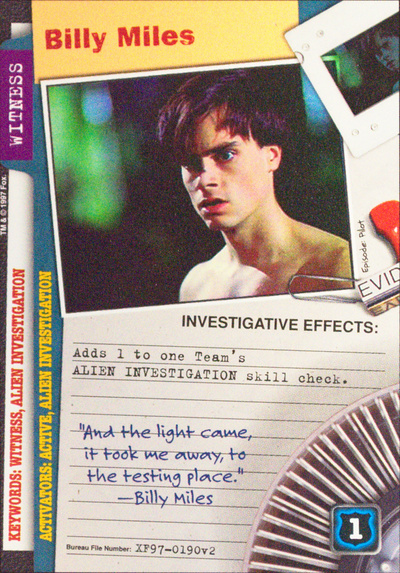 Billy Miles
WITNESS
TM & © 1997 Fox.
KEYWORDS: WITNESS, ALIEN INVESTIGATION
ACTIVATORS: ACTIVE, ALIEN INVESTIGATION
Episode: Pilot
EVID
INVESTIGATIVE EFFECTS:
Adds 1 to one Team's
ALIEN INVESTIGATION skill check.
"And the light came,
it took me away, to
the testing place."
—Billy Miles
1
Bureau File Number: XF97-0190v2